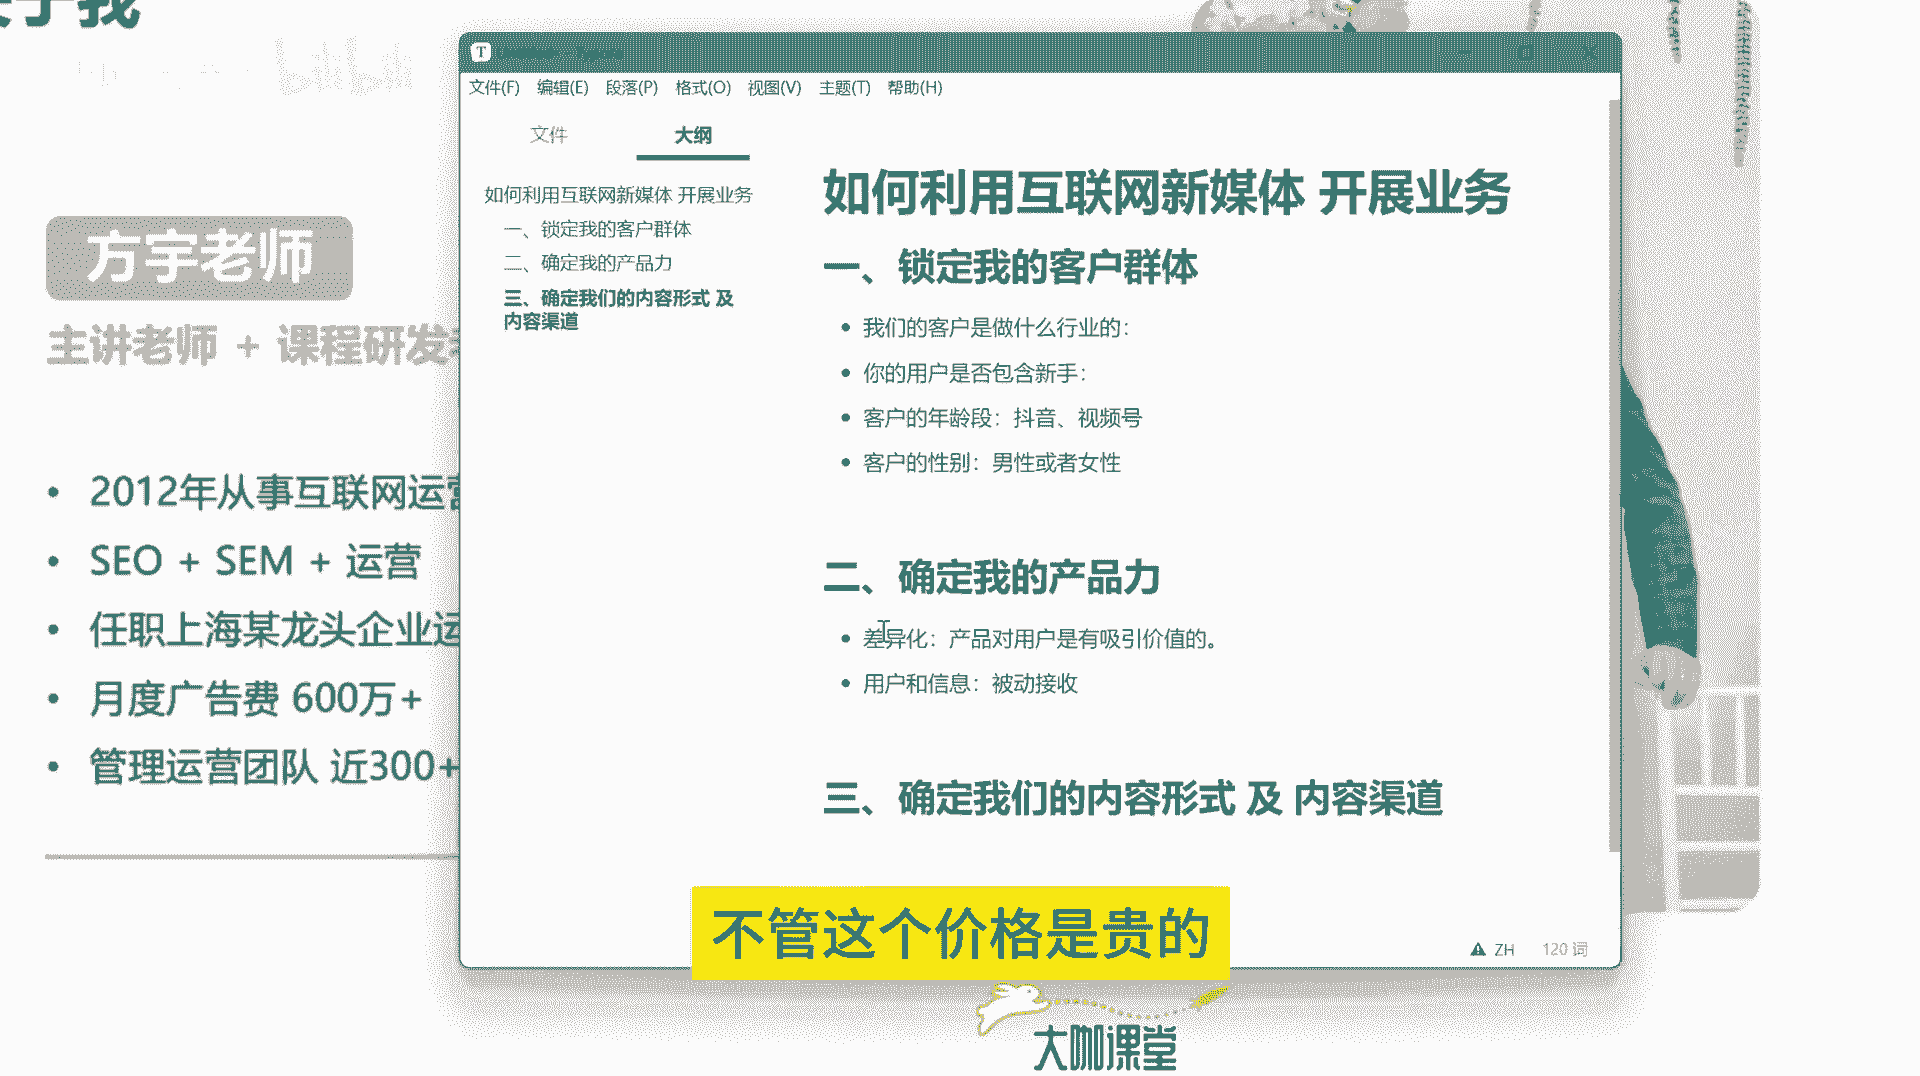 bilibili
方宇老师
主讲老师 + 课程研发
2012年从事互联网运营
SEO + SEM + 运营
任职上海某龙头企业运
月度广告费 600万+
管理运营团队 近300+
T
文件(F) 编辑(E) 段落(P) 格式(O) 视图(V) 主题(T) 帮助(H)
文件 大纲
如何利用互联网新媒体 开展业务
一、锁定我的客户群体
二、确定我的产品力
三、确定我们的内容形式 及
内容渠道
如何利用互联网新媒体 开展业务
一、锁定我的客户群体
我们的客户是做什么行业的：
你的用户是否包含新手：
客户的年龄段：抖音、视频号
客户的性别：男性或者女性
二、确定我的产品力
差异化：产品对用户是有吸引价值的。
用户和信息：被动接收
三、确定我们的内容形式 及 内容渠道
ZH 120 词
不管这个价格是贵的
大咖课堂